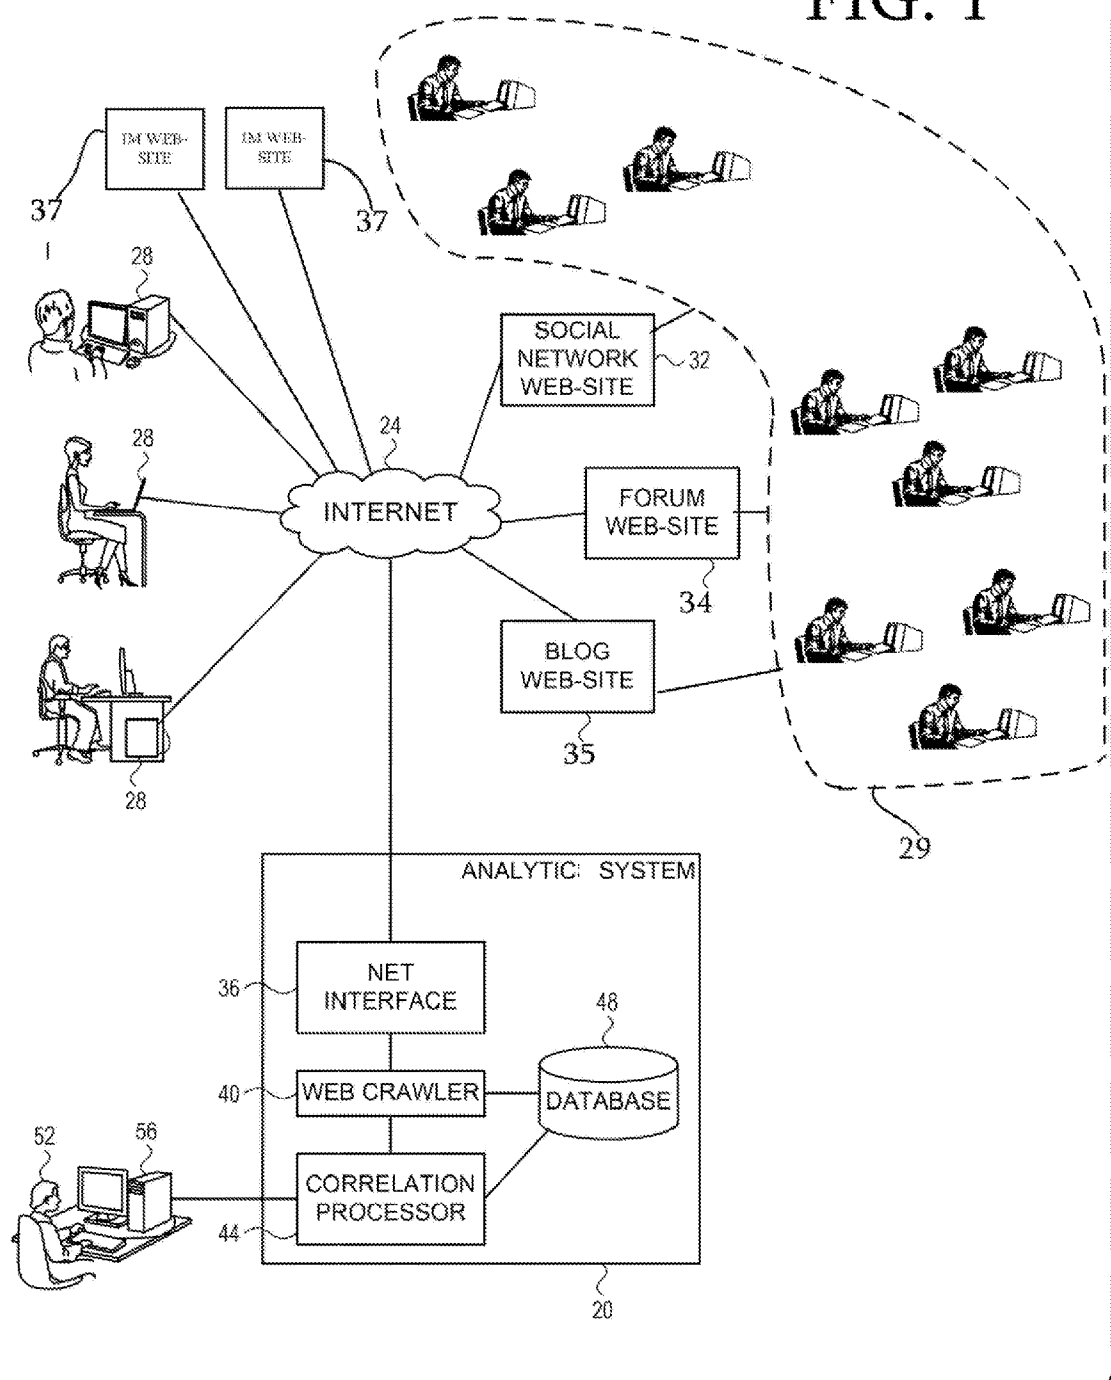 FIG. 1
IM WEB-
SITE
IM WEB-
SITE
37
37
28
SOCIAL
NETWORK
WEB-SITE
32
24
28
INTERNET
FORUM
WEB-SITE
34
BLOG
WEB-SITE
35
28
29
ANALYTIC SYSTEM
NET
INTERFACE
36
48
WEB CRAWLER
40
DATABASE
52
56
CORRELATION
PROCESSOR
44
20